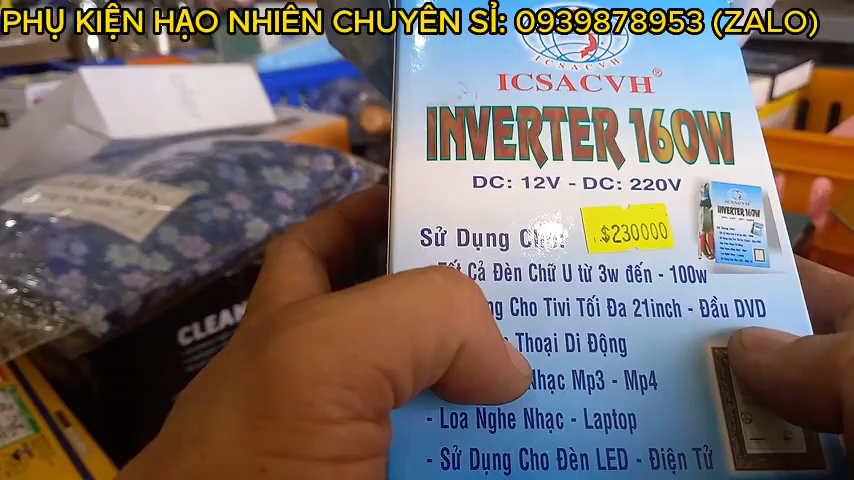 PHỤ KIỆN HẠO NHIÊN CHUYÊN SỈ: 0939878953 (ZALO)
ICSACVH
ICSACVH®
INVERTER 160W
DC: 12V - DC: 220V
ICSACVH
INVERTER 160W
Sử Dụng Cho:
$230000
Tất Cả Đèn Chữ U từ 3w đến - 100w
Cho Tivi Tối Đa 21inch - Đầu DVD
Thoại Di Động
Nhạc Mp3 - Mp4
- Loa Nghe Nhạc - Laptop
- Sử Dụng Cho Đèn LED - Điện Tử
CLEAN